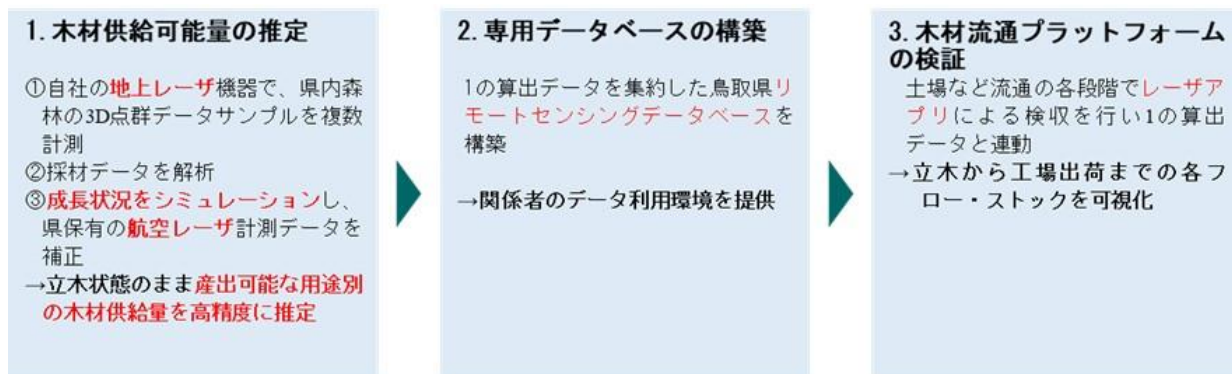 1. 木材供給可能量の推定
①自社の地上レーザ機器で、県内森
林の3D点群データサンプルを複数
計測
②採材データを解析
③成長状況をシミュレーションし、
県保有の航空レーザ計測データを
補正
→立木状態のまま産出可能な用途別
の木材供給量を高精度に推定
2. 専用データベースの構築
1の算出データを集約した鳥取県リ
モートセンシングデータベースを
構築
→関係者のデータ利用環境を提供
3. 木材流通プラットフォーム
の検証
土場など流通の各段階でレーザア
プリによる検収を行い1の算出
データと連動
→立木から工場出荷までの各フ
ロー・ストックを可視化